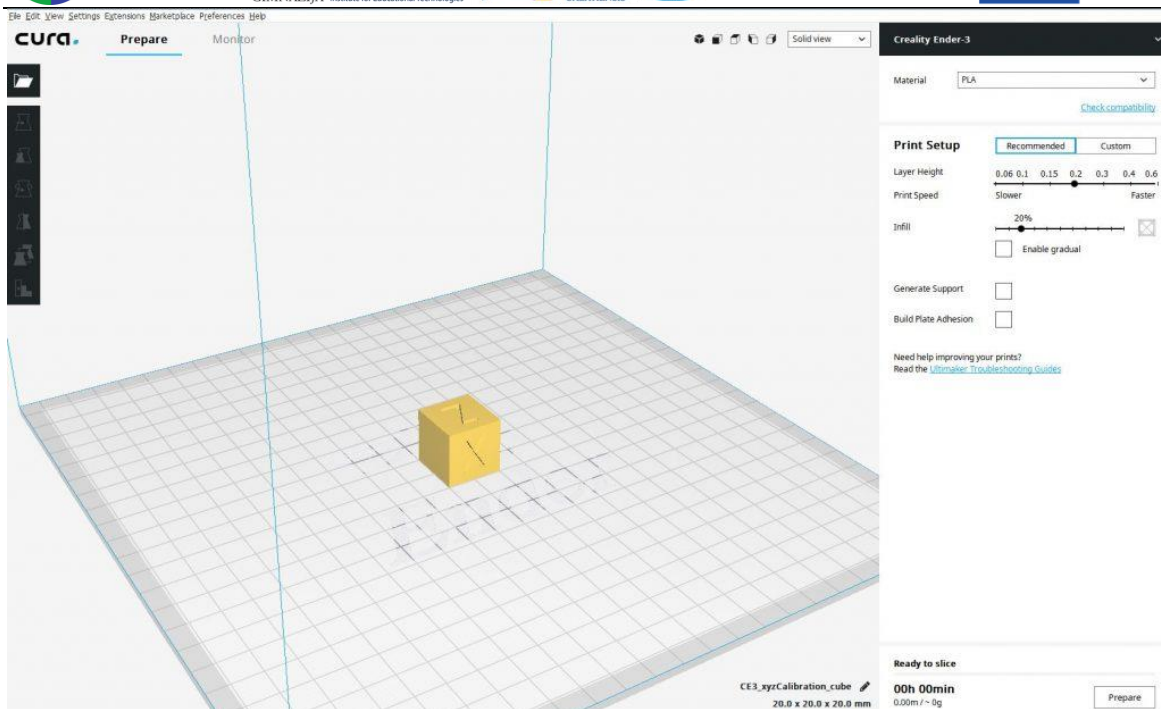 Institute for Educational Technologies
File Edit View Settings Extensions Marketplace Preferences Help
cura.
Prepare
Monitor
Solid view
Creality Ender-3
Material
PLA
Check compatibility
Print Setup
Recommended
Custom
Layer Height
0.06 0.1 0.15 0.2 0.3 0.4 0.6
Print Speed
Slower
Faster
20%
Infill
Enable gradual
Generate Support
Build Plate Adhesion
Need help improving your prints?
Read the Ultimaker Troubleshooting Guides
CE3_xyzCalibration_cube
20.0 x 20.0 x 20.0 mm
Ready to slice
00h 00min
0.00m / ~ 0g
Prepare